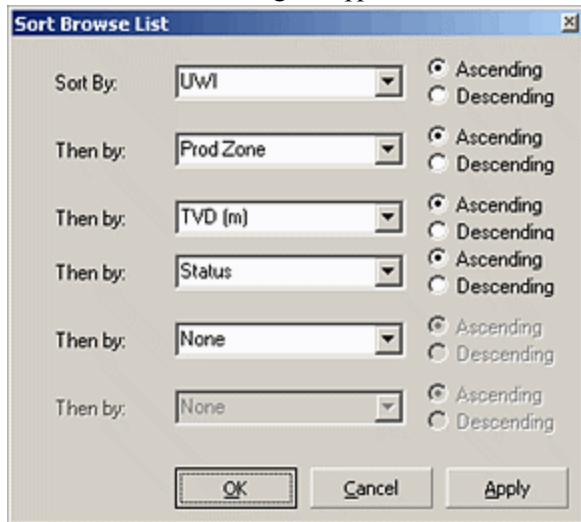 Sort Browse List
Sort By: UWI Ascending
Descending
Then by: Prod Zone Ascending
Descending
Then by: TVD (m) Ascending
Descending
Then by: Status Ascending
Descending
Then by: None Ascending
Descending
Then by: None Ascending
Descending
OK Cancel Apply